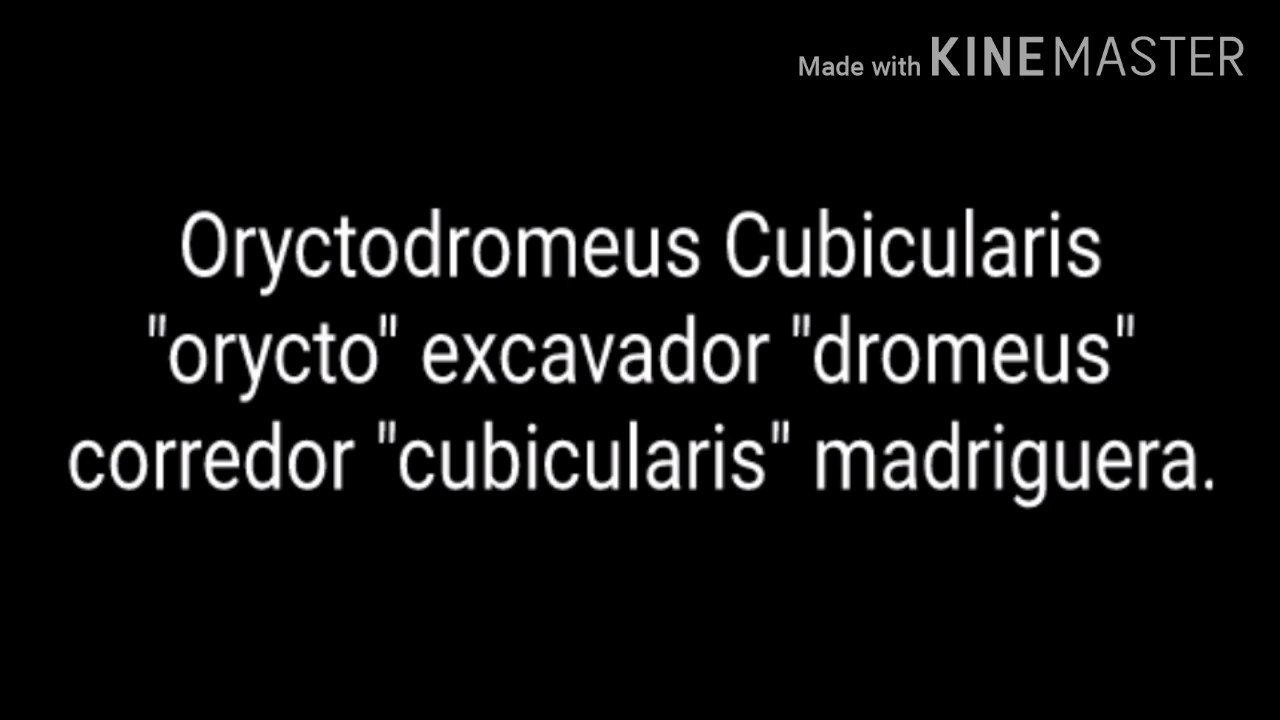 Made with KINEMASTER
Oryctodromeus Cubicularis
"orycto" excavador "dromeus"
corredor "cubicularis" madriguera.